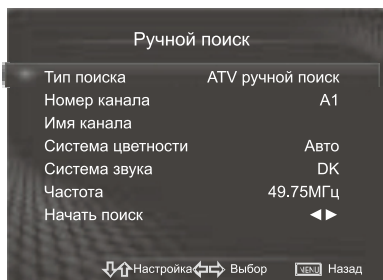 Ручной поиск
Тип поиска ATV ручной поиск
Номер канала A1
Имя канала
Система цветности Авто
Система звука DK
Частота 49.75МГц
Начать поиск ◀▶
Настройка Выбор MENU Назад